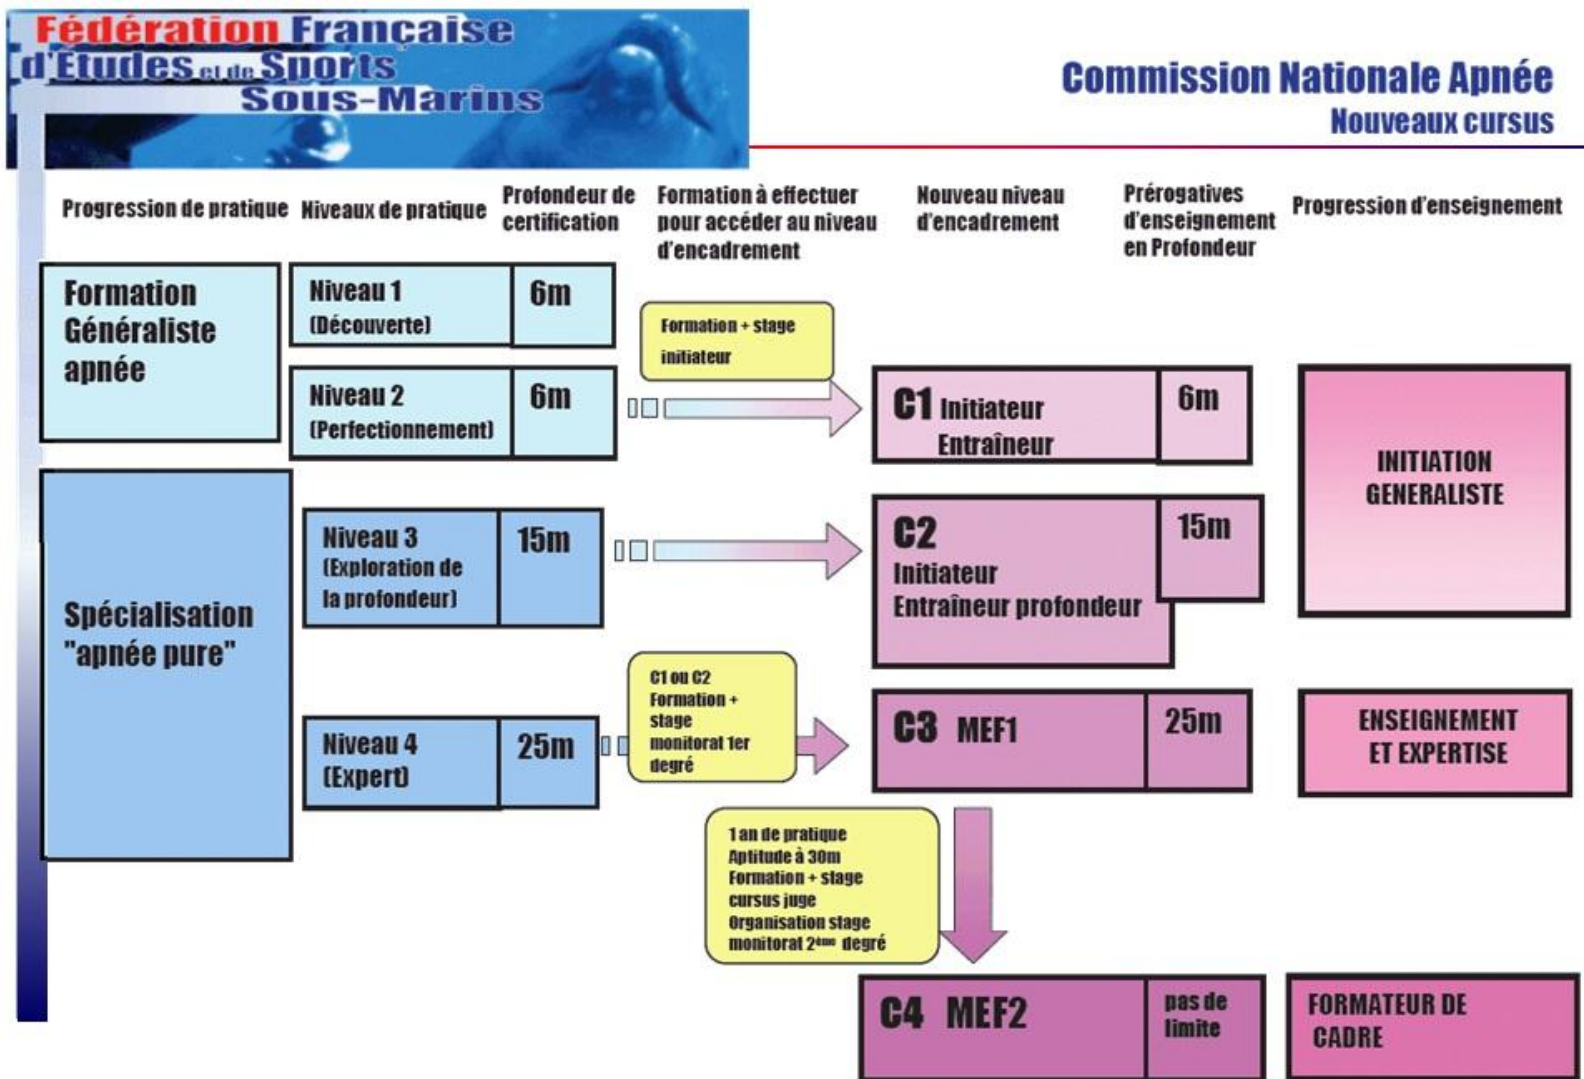 Fédération Française
d'Etudes et de Sports
Sous-Marins
Commission Nationale Apnée
Nouveaux cursus
Progression de pratique
Niveaux de pratique
Profondeur de
certification
Formation à effectuer
pour accéder au niveau
d'encadrement
Nouveau niveau
d'encadrement
Prérogatives
d'enseignement
en Profondeur
Progression d'enseignement
Formation
Généraliste
apnée
Niveau 1
(Découverte)
6m
Niveau 2
(Perfectionnement)
6m
Formation + stage
initiateur
C1 Initiateur
Entraîneur
6m
INITIATION
GENERALISTE
Spécialisation
"apnée pure"
Niveau 3
(Exploration de
la profondeur)
15m
C2
Initiateur
Entraîneur profondeur
15m
Niveau 4
(Expert)
25m
C1 ou C2
Formation +
stage
monitorat 1er
degré
C3 MEF1
25m
ENSEIGNEMENT
ET EXPERTISE
1 an de pratique
Aptitude à 30m
Formation + stage
cursus juge
Organisation stage
monitorat 2ème degré
C4 MEF2
pas de
limite
FORMATEUR DE
CADRE